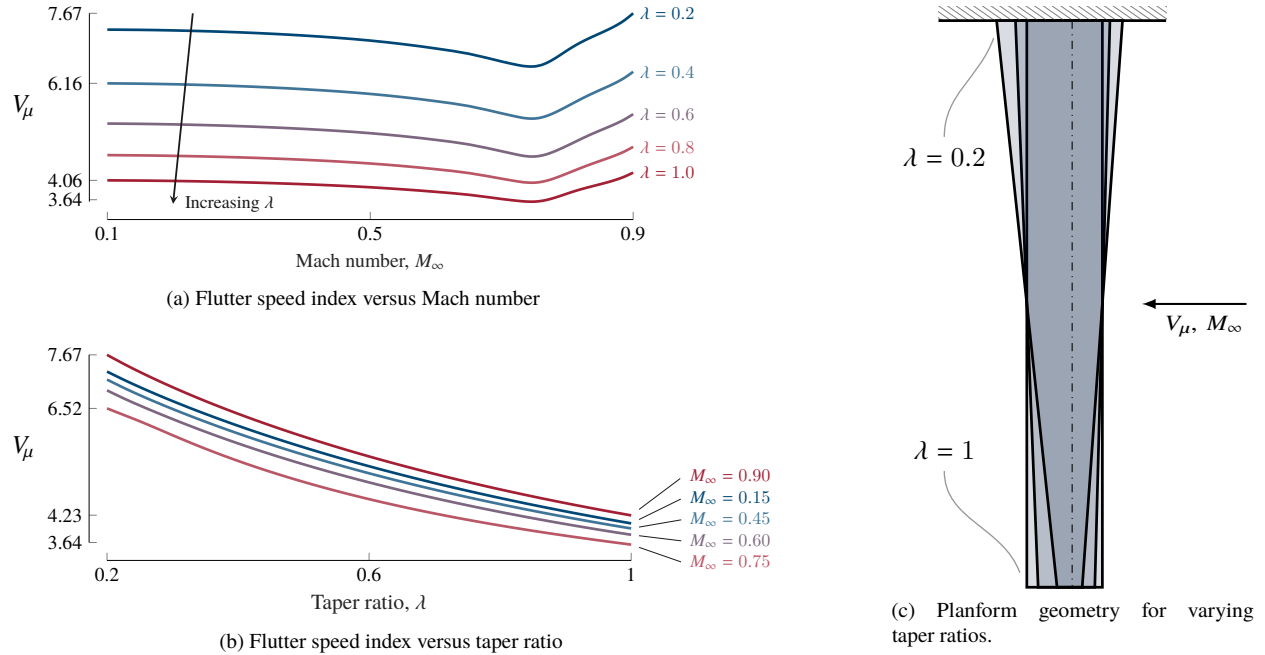 7.67
6.16
4.06
3.64
V_μ
λ = 0.2
λ = 0.4
λ = 0.6
λ = 0.8
λ = 1.0
Increasing λ
0.1
0.5
0.9
Mach number, M_∞
(a) Flutter speed index versus Mach number
7.67
6.52
4.23
3.64
V_μ
M_∞ = 0.90
M_∞ = 0.15
M_∞ = 0.45
M_∞ = 0.60
M_∞ = 0.75
0.2
0.6
1
Taper ratio, λ
(b) Flutter speed index versus taper ratio
λ = 0.2
V_μ, M_∞
λ = 1
(c) Planform geometry for varying
taper ratios.